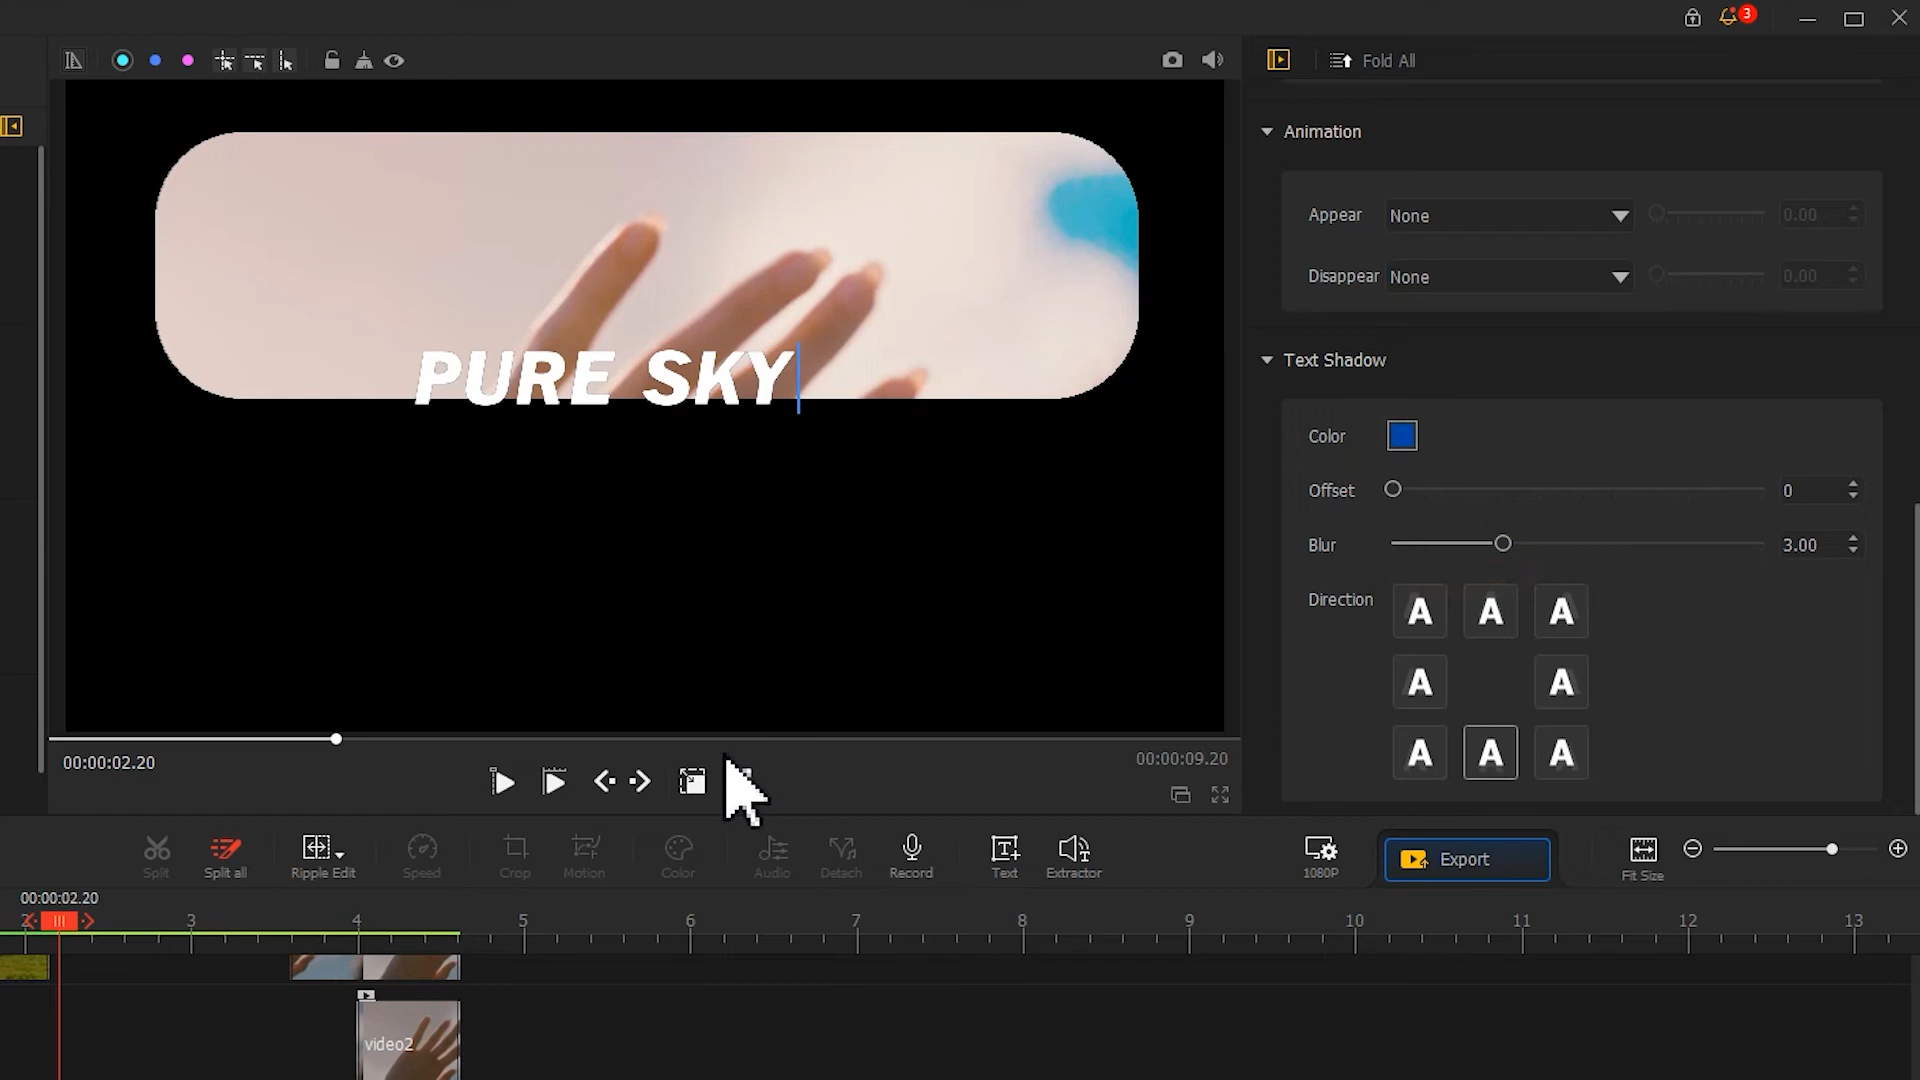 3
Fold All
Animation
Appear None 0.00
Disappear None 0.00
PURE SKY
Text Shadow
Color
Offset 0
Blur 3.00
Direction
A A A
A A
A A A
00:00:02.20
00:00:09.20
Split
Split all
Ripple Edit
Speed
Crop
Motion
Color
Audio
Detach
Record
Text
Extractor
1080P
Export
Fit Size
00:00:02.20
2 3 4 5 6 7 8 9 10 11 12 13
video2